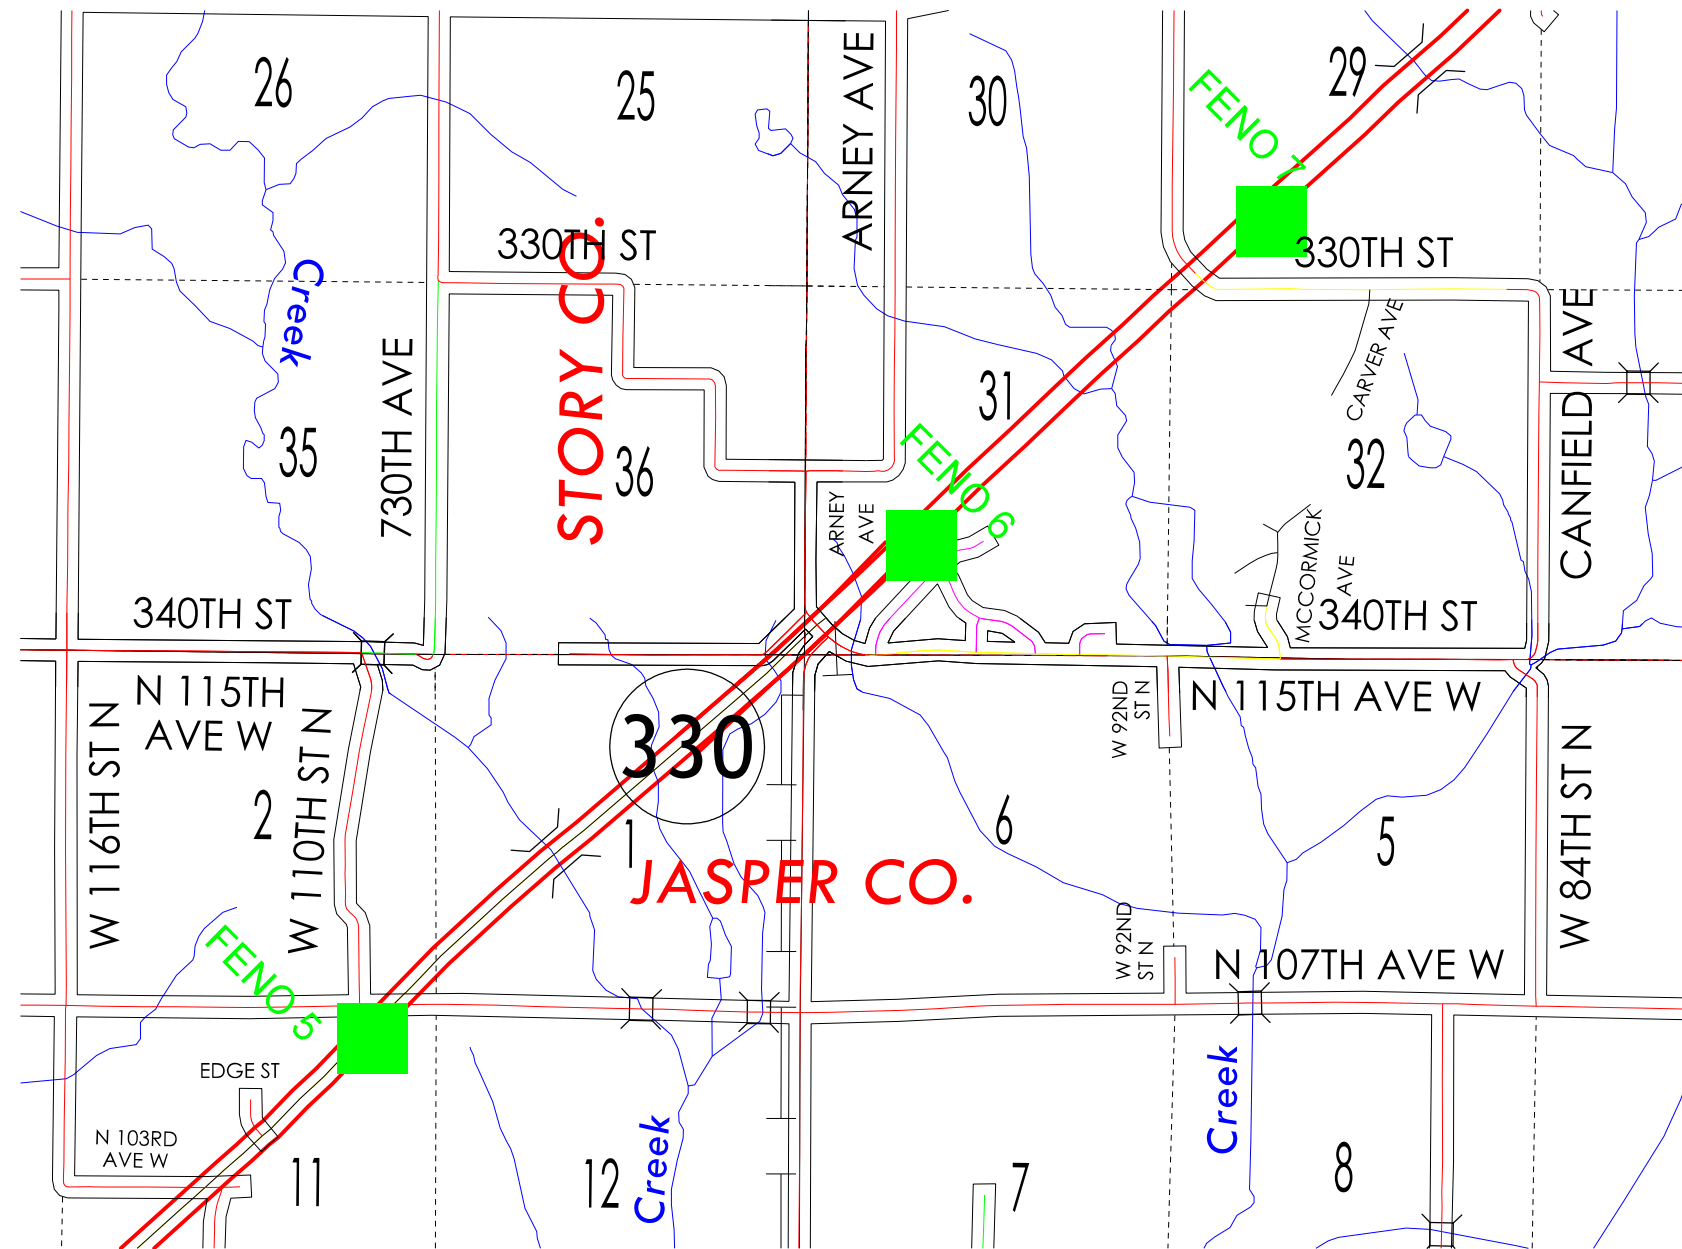 26
25
ARNEY AVE
30
29
FENO 7
330TH ST
330TH ST
Creek
STORY CO.
730TH AVE
CARVER AVE
CANFIELD AVE
31
35
36
32
FENO 6
ARNEY
AVE
MCCORMICK
AVE
340TH ST
340TH ST
N 115TH
AVE W
W 92ND
ST N
N 115TH AVE W
W 116TH ST N
W 110TH ST N
330
W 84TH ST N
2
1
6
5
JASPER CO.
FENO 5
W 92ND
ST N
N 107TH AVE W
EDGE ST
Creek
Creek
N 103RD
AVE W
11
12
7
8